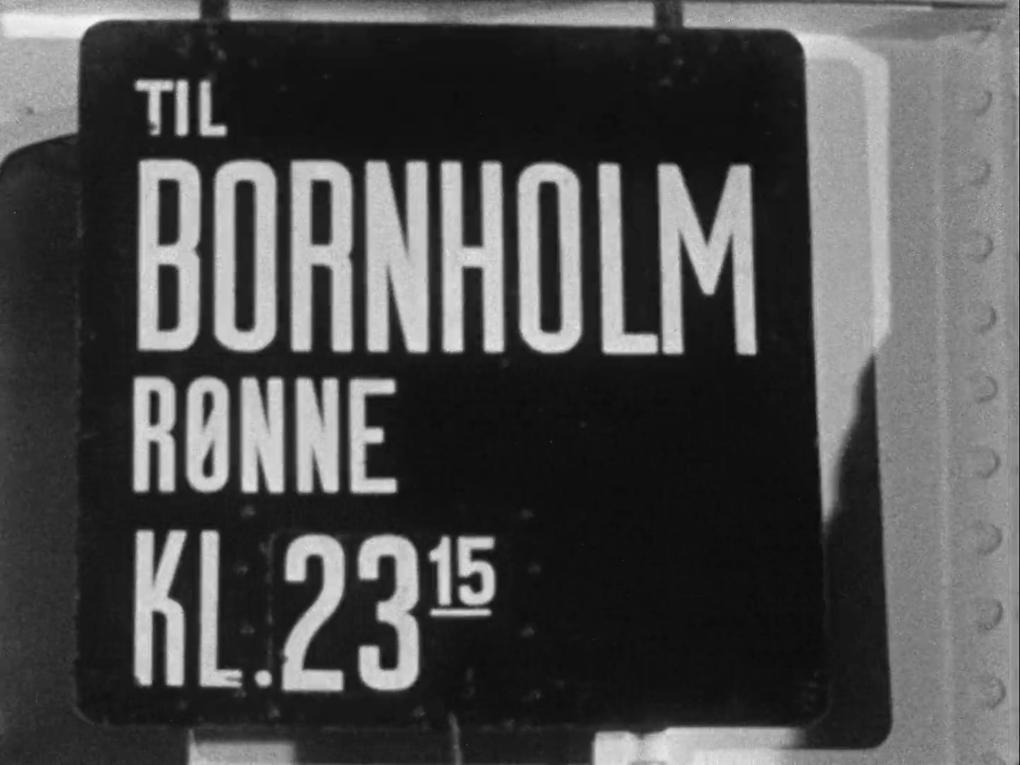 TIL
BORNHOLM
RØNNE
KL.23 15